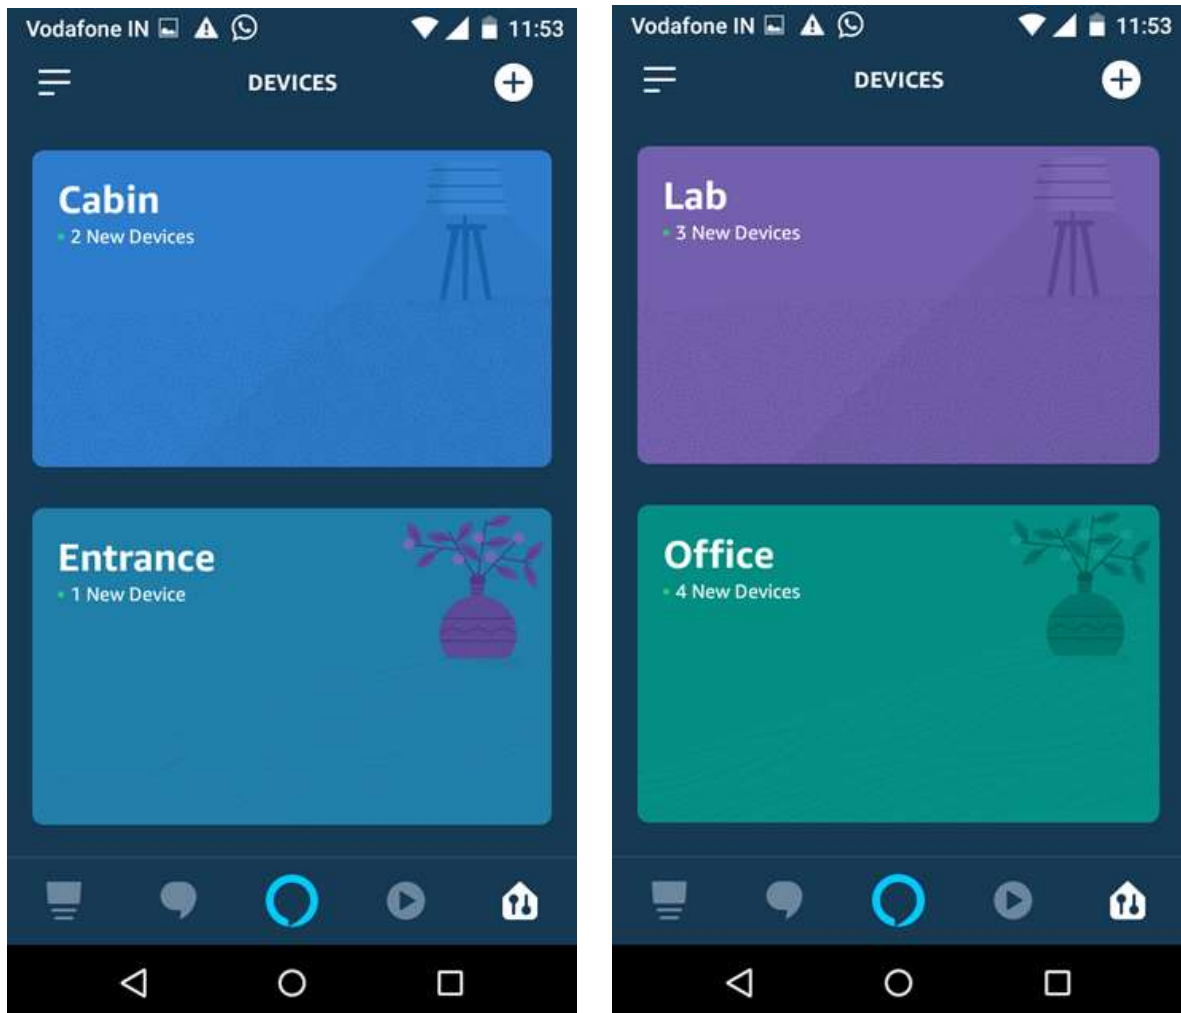 Vodafone IN 11:53
DEVICES
Cabin
2 New Devices
Entrance
1 New Device
Vodafone IN 11:53
DEVICES
Lab
3 New Devices
Office
4 New Devices